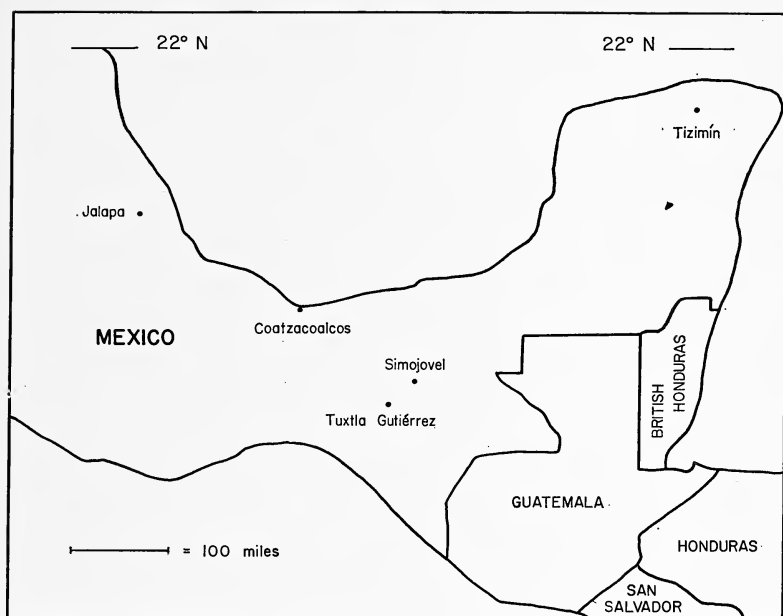 22° N
22° N
Tizimín
Jalapa
MEXICO
Coatzacoalcos
Simojovel
Tuxtla Gutiérrez
BRITISH
HONDURAS
GUATEMALA
HONDURAS
SAN
SALVADOR
= 100 miles